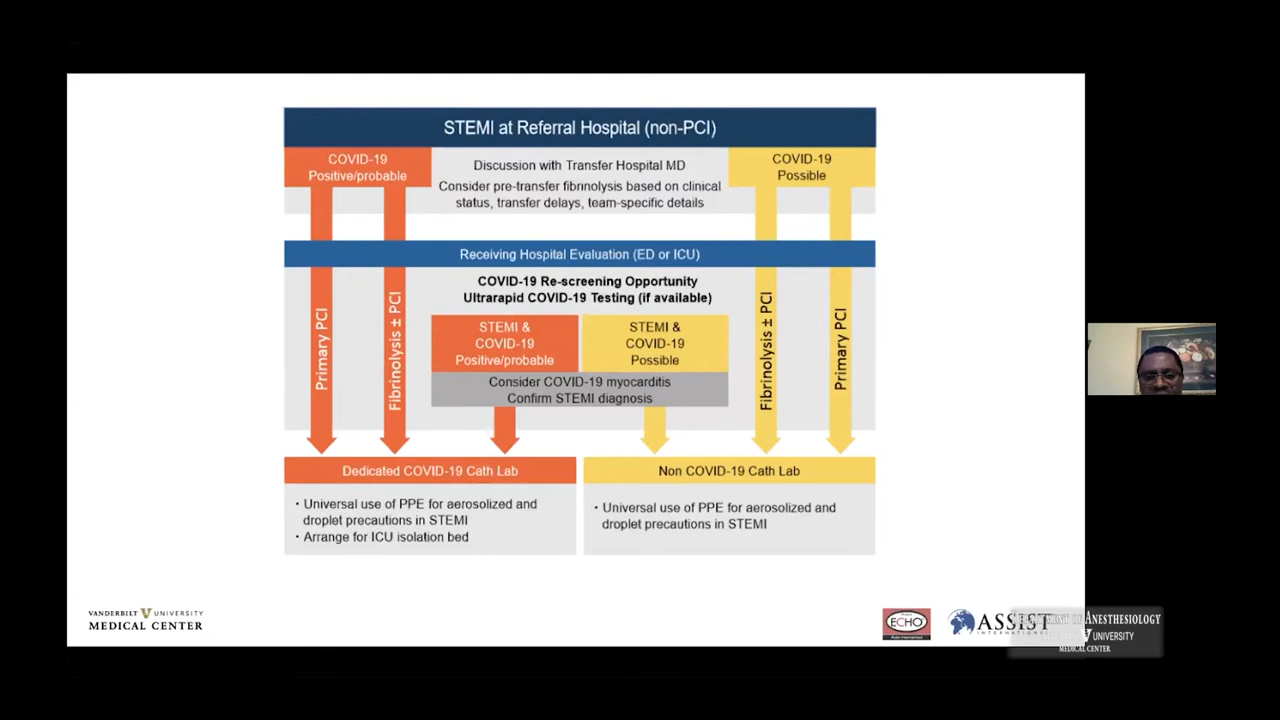 STEMI at Referral Hospital (non-PCI)
COVID-19
Positive/probable
Discussion with Transfer Hospital MD
Consider pre-transfer fibrinolysis based on clinical
status, transfer delays, team-specific details
COVID-19
Possible
Receiving Hospital Evaluation (ED or ICU)
Primary PCI
Fibrinolysis ± PCI
COVID-19 Re-screening Opportunity
Ultrarapid COVID-19 Testing (if available)
STEMI &
COVID-19
Positive/probable
STEMI &
COVID-19
Possible
Consider COVID-19 myocarditis
Confirm STEMI diagnosis
Fibrinolysis ± PCI
Primary PCI
Dedicated COVID-19 Cath Lab
• Universal use of PPE for aerosolized and
droplet precautions in STEMI
• Arrange for ICU isolation bed
Non COVID-19 Cath Lab
• Universal use of PPE for aerosolized and
droplet precautions in STEMI
VANDERBILT V UNIVERSITY
MEDICAL CENTER
ECHO
ASSIST
OF ANESTHESIOLOGY
V UNIVERSITY
MEDICAL CENTER